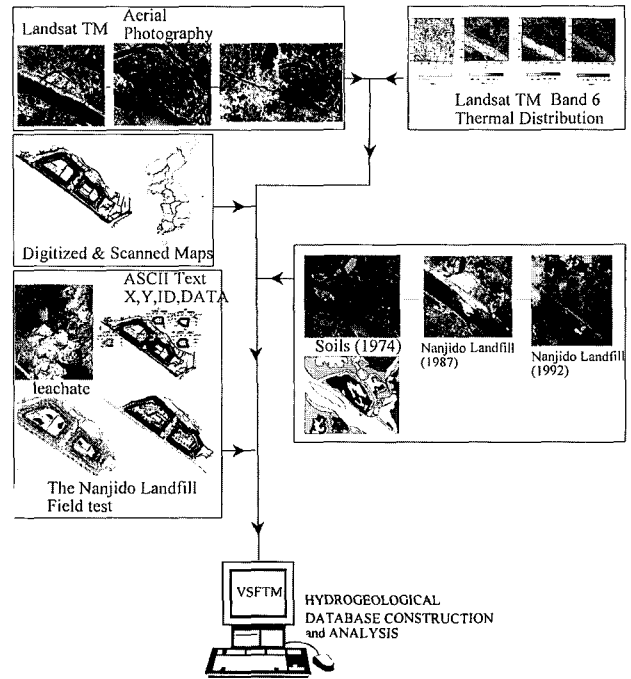 Landsat TM
Aerial
Photography
Landsat TM Band 6
Thermal Distribution
Digitized & Scanned Maps
ASCII Text
X,Y,ID,DATA
leachate
The Nanjido Landfill
Field test
Soils (1974)
Nanjido Landfill
(1987)
Nanjido Landfill
(1992)
VSFTM
HYDROGEOLOGICAL
DATABASE CONSTRUCTION
and ANALYSIS